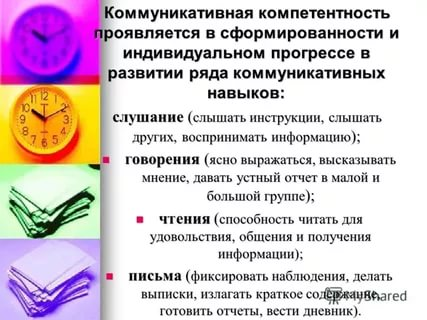 Коммуникативная компетентность
проявляется в сформированности и
индивидуальном прогрессе в
развитии ряда коммуникативных
навыков:
слушание (слышать инструкции, слышать
других, воспринимать информацию);
говорения (ясно выражаться, высказывать
мнение, давать устный отчет в малой и
большой группе);
чтения (способность читать для
удовольствия, общения и получения
информации);
письма (фиксировать наблюдения, делать
выписки, излагать краткое содержание,
готовить отчеты, вести дневник).
MyShared